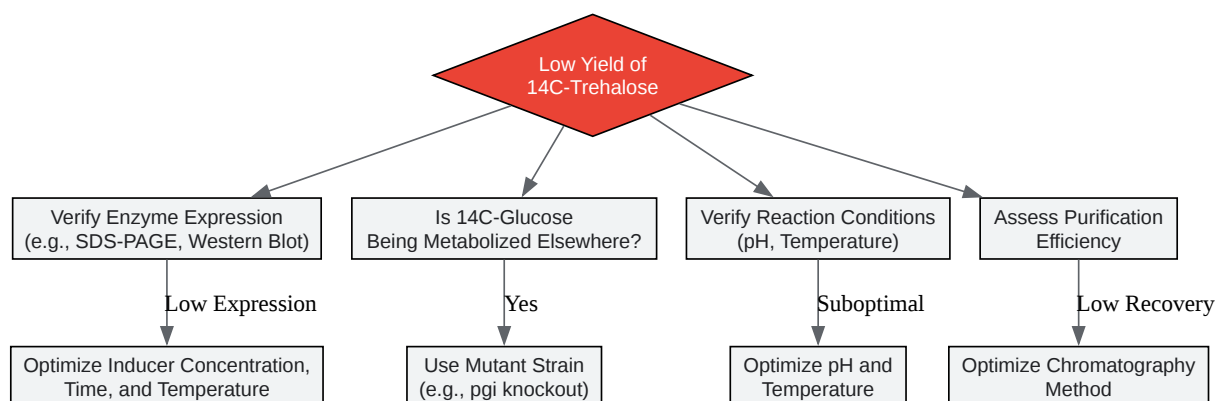 Low Yield of
14C-Trehalose
Verify Enzyme Expression
(e.g., SDS-PAGE, Western Blot)
Is 14C-Glucose
Being Metabolized Elsewhere?
Verify Reaction Conditions
(pH, Temperature)
Assess Purification
Efficiency
Low Expression
Yes
Suboptimal
Low Recovery
Optimize Inducer Concentration,
Time, and Temperature
Use Mutant Strain
(e.g., pgi knockout)
Optimize pH and
Temperature
Optimize Chromatography
Method